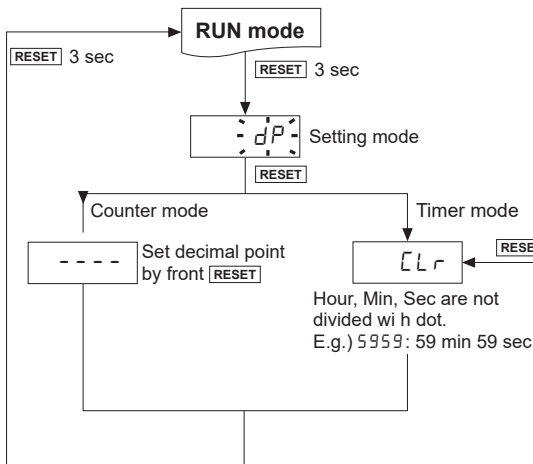 RUN mode
RESET 3 sec
RESET 3 sec
dP
Setting mode
RESET
Counter mode
Timer mode
----
Set decimal point
by front RESET
CLr
Hour, Min, Sec are not
divided wi h dot.
E.g.) 5959: 59 min 59 sec